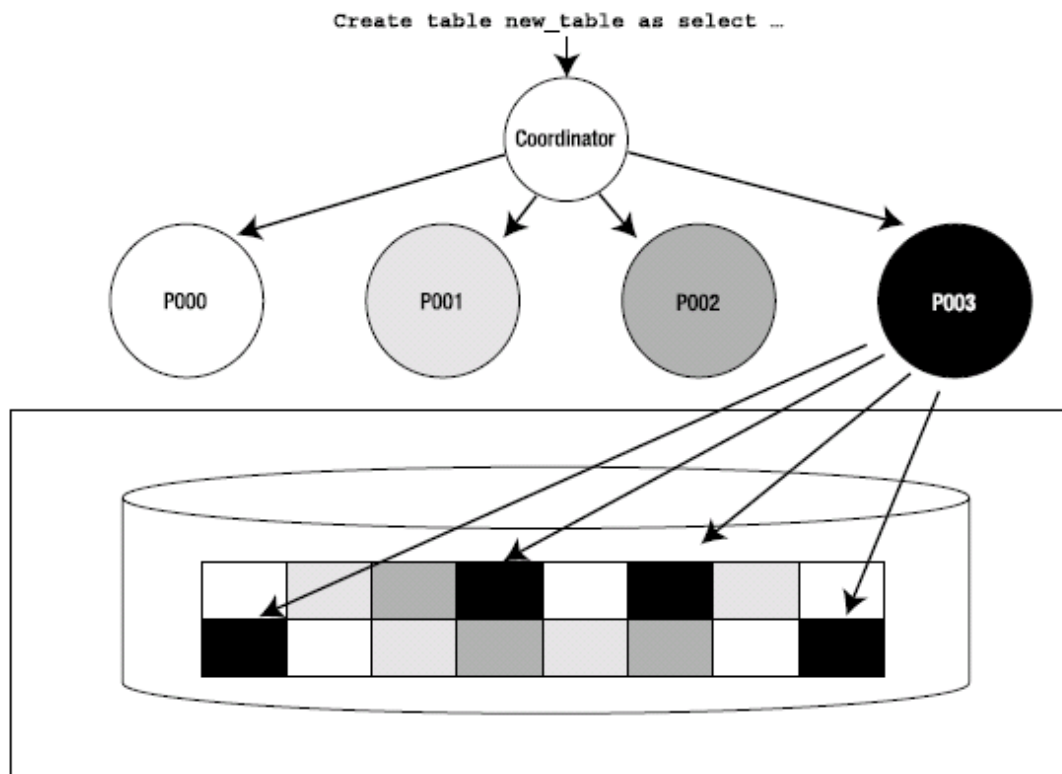 Create table new_table as select …
Coordinator
P000
P001
P002
P003